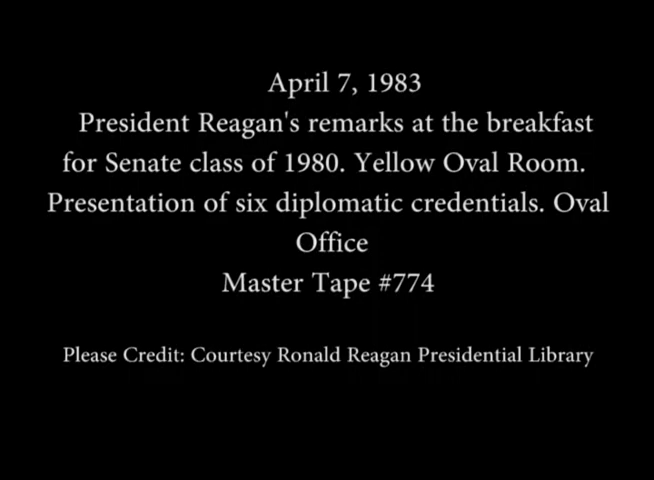 April 7, 1983
President Reagan's remarks at the breakfast
for Senate class of 1980. Yellow Oval Room.
Presentation of six diplomatic credentials. Oval
Office
Master Tape #774
Please Credit: Courtesy Ronald Reagan Presidential Library